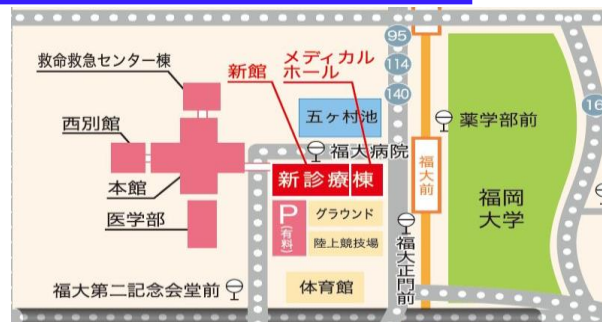 95
114
140
16
救命救急センター棟
新館
メディカル
ホール
西別館
五ヶ村池
薬学部前
福大病院
本館
新診療棟
福大前
福岡
大学
医学部
P
(有料)
グラウンド
陸上競技場
福大正門前
体育館
福大第二記念会堂前